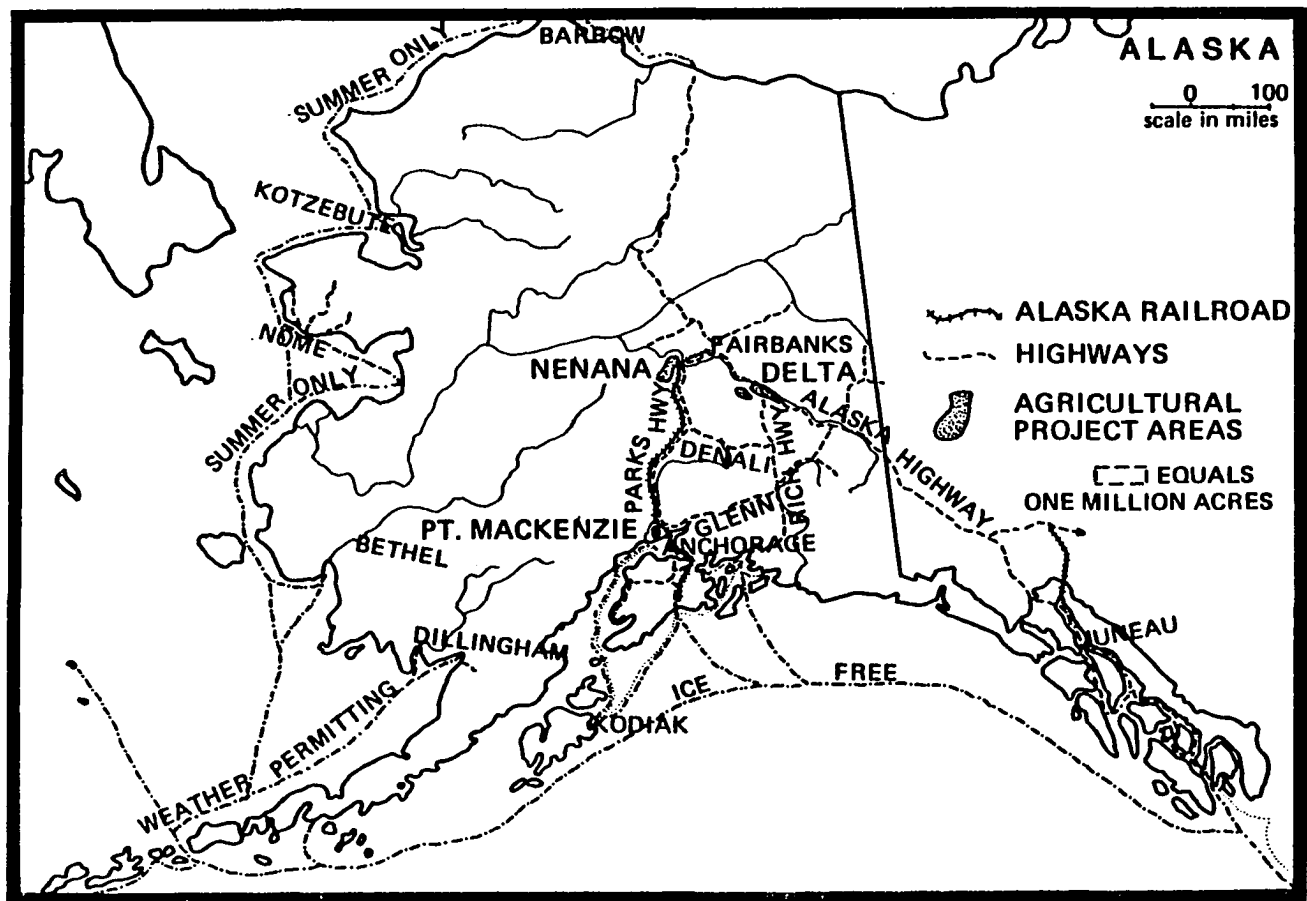 BARROW
ALASKA
0 100
scale in miles
SUMMER ONLY
KOTZEBUTE
NOME
SUMMER ONLY
NENANA
FAIRBANKS
DELTA
ALASKA HIGHWAY
PARKS HWY
DENALI
RICH HWY
GLENN
PT. MACKENZIE
ANCHORAGE
BETHEL
DILLINGHAM
JUNEAU
KODIAK
ICE FREE
WEATHER PERMITTING
ALASKA RAILROAD
HIGHWAYS
AGRICULTURAL
PROJECT AREAS
EQUALS
ONE MILLION ACRES